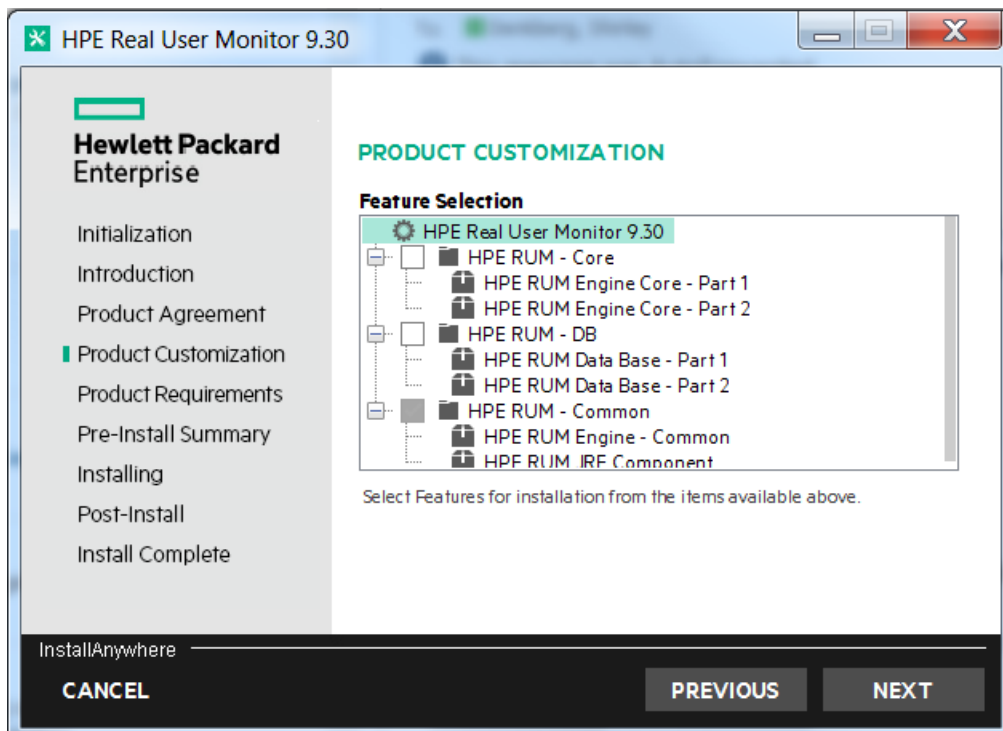 HPE Real User Monitor 9.30
Hewlett Packard
Enterprise
Initialization
Introduction
Product Agreement
Product Customization
Product Requirements
Pre-Install Summary
Installing
Post-Install
Install Complete
PRODUCT CUSTOMIZATION
Feature Selection
HPE Real User Monitor 9.30
HPE RUM - Core
HPE RUM Engine Core - Part 1
HPE RUM Engine Core - Part 2
HPE RUM - DB
HPE RUM Data Base - Part 1
HPE RUM Data Base - Part 2
HPE RUM - Common
HPE RUM Engine - Common
HPE RUM JRE Component
Select Features for installation from the items available above.
InstallAnywhere
CANCEL
PREVIOUS
NEXT